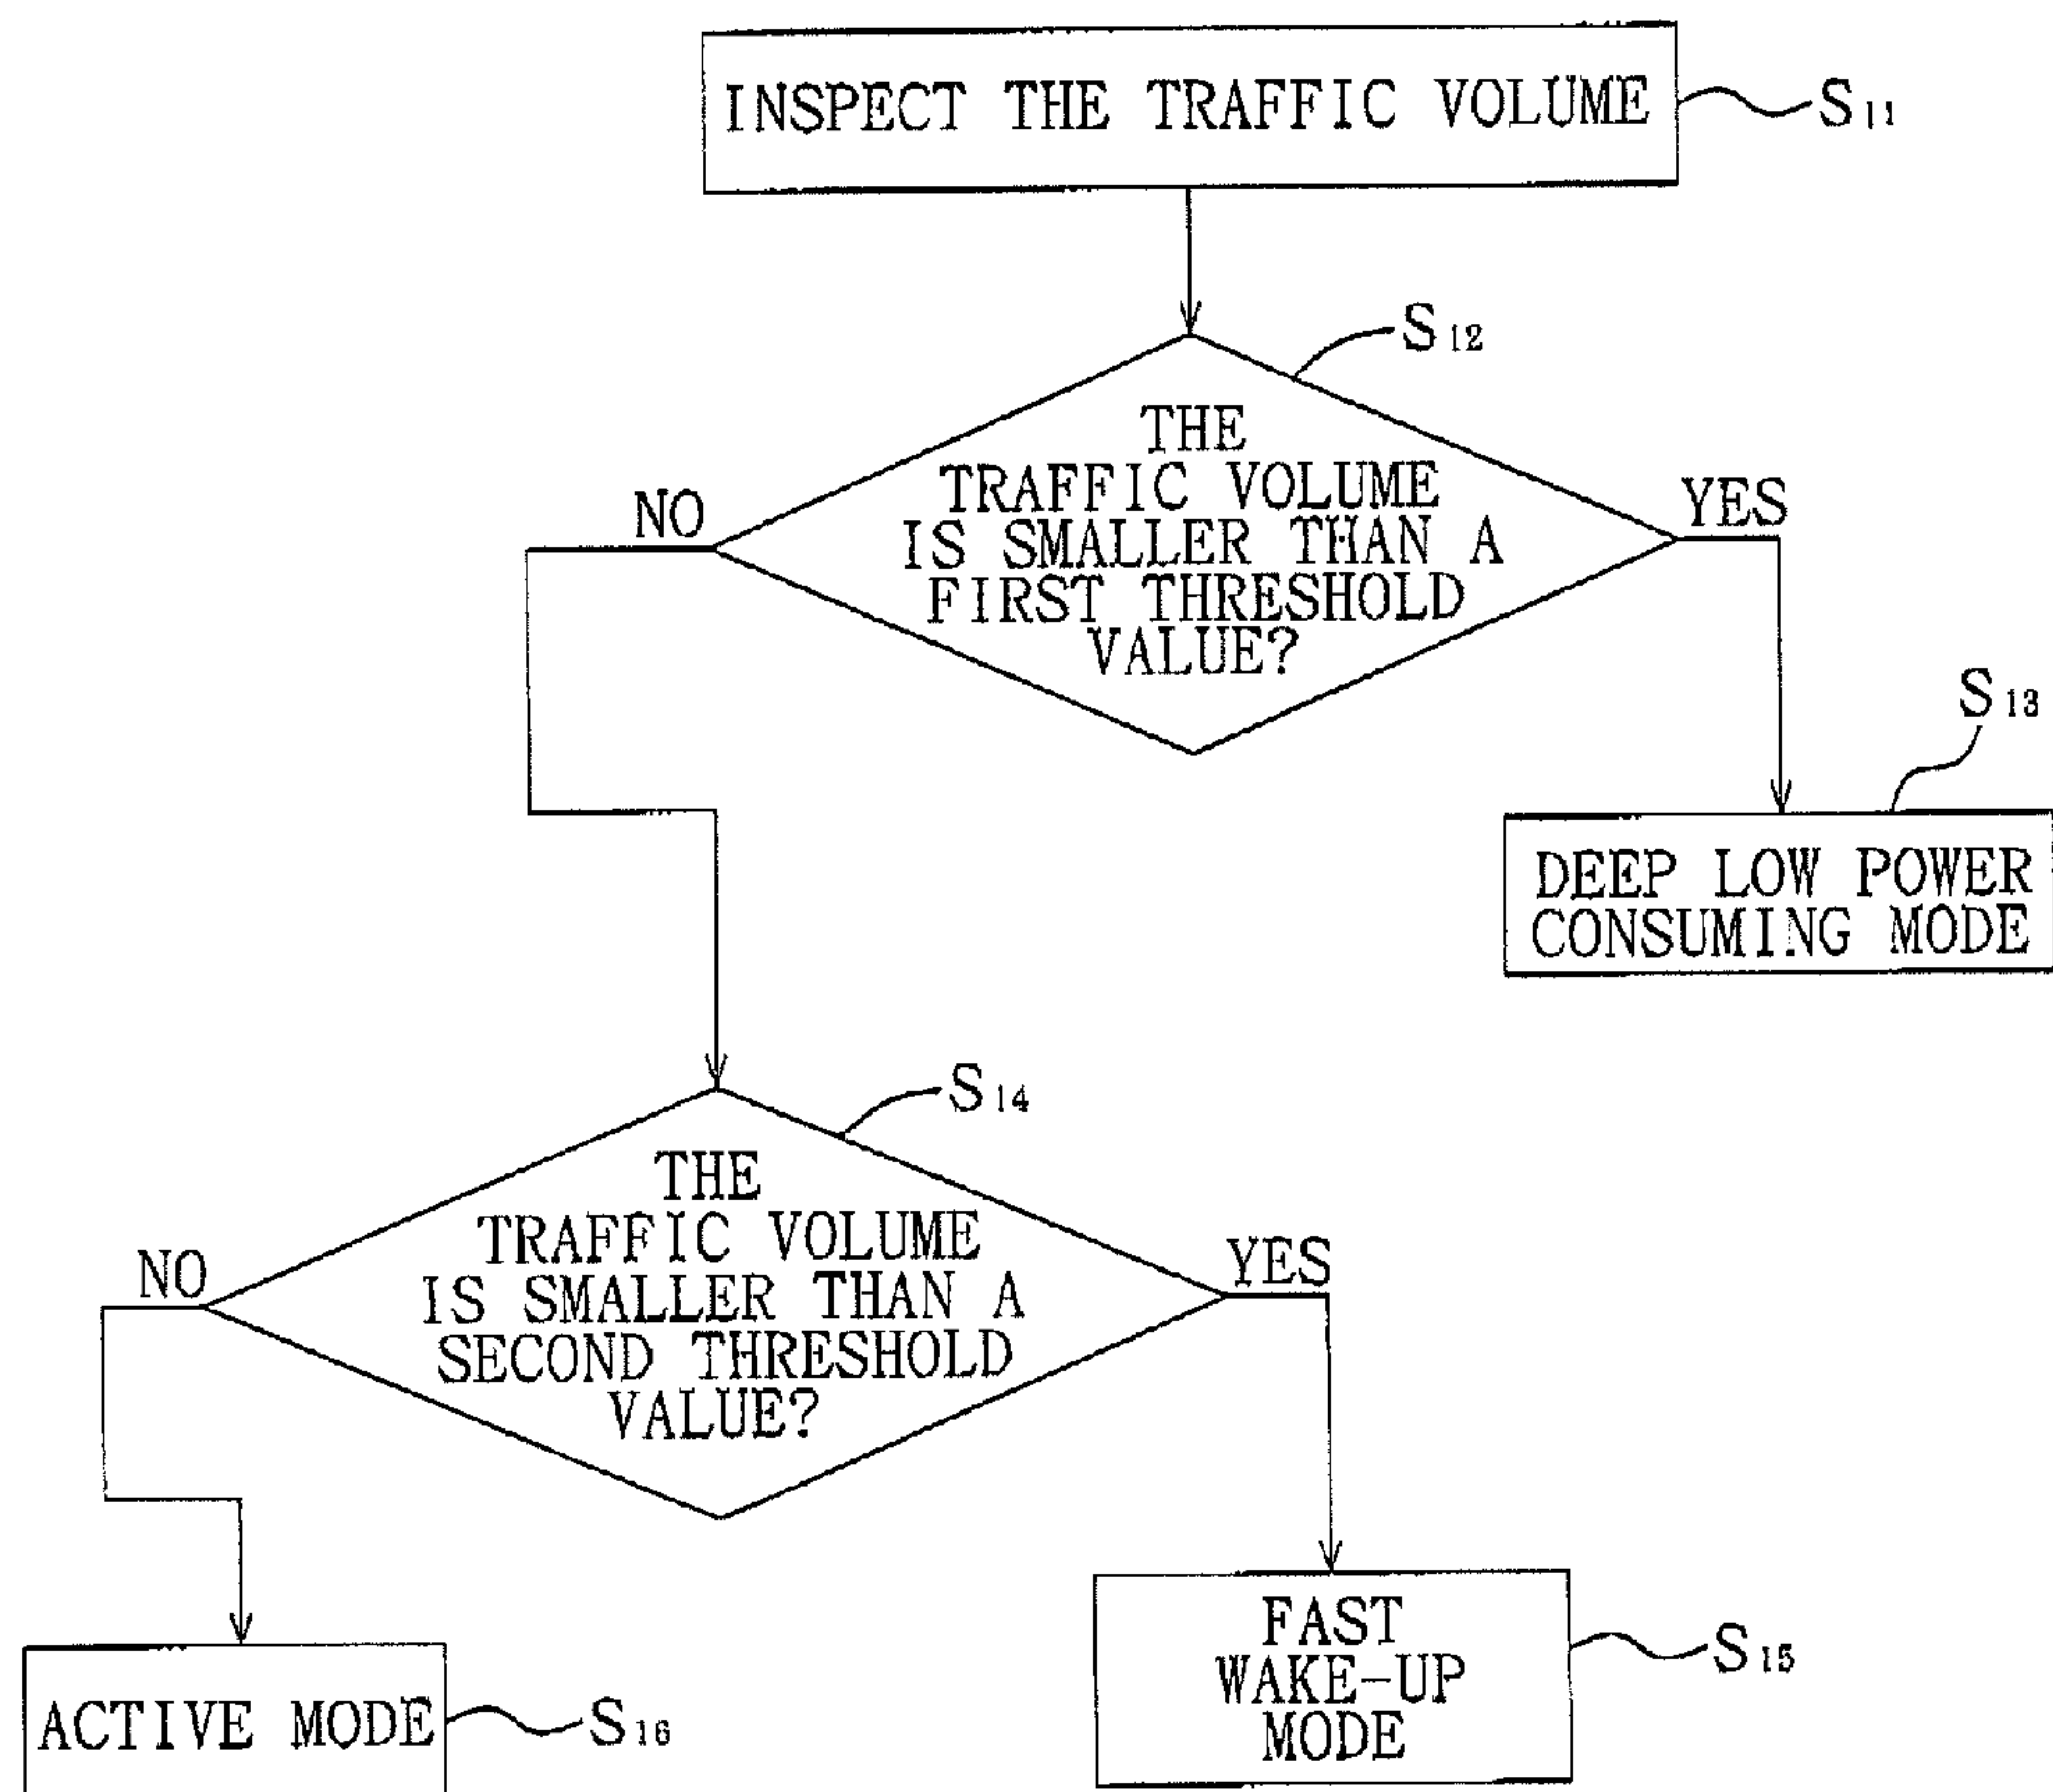 INSPECT THE TRAFFIC VOLUME
S11
S12
THE
TRAFFIC VOLUME
IS SMALLER THAN A
FIRST THRESHOLD
VALUE?
NO
YES
S13
DEEP LOW POWER
CONSUMING MODE
S14
THE
TRAFFIC VOLUME
IS SMALLER THAN A
SECOND THRESHOLD
VALUE?
NO
YES
FAST
WAKE-UP
MODE
S15
ACTIVE MODE
S16